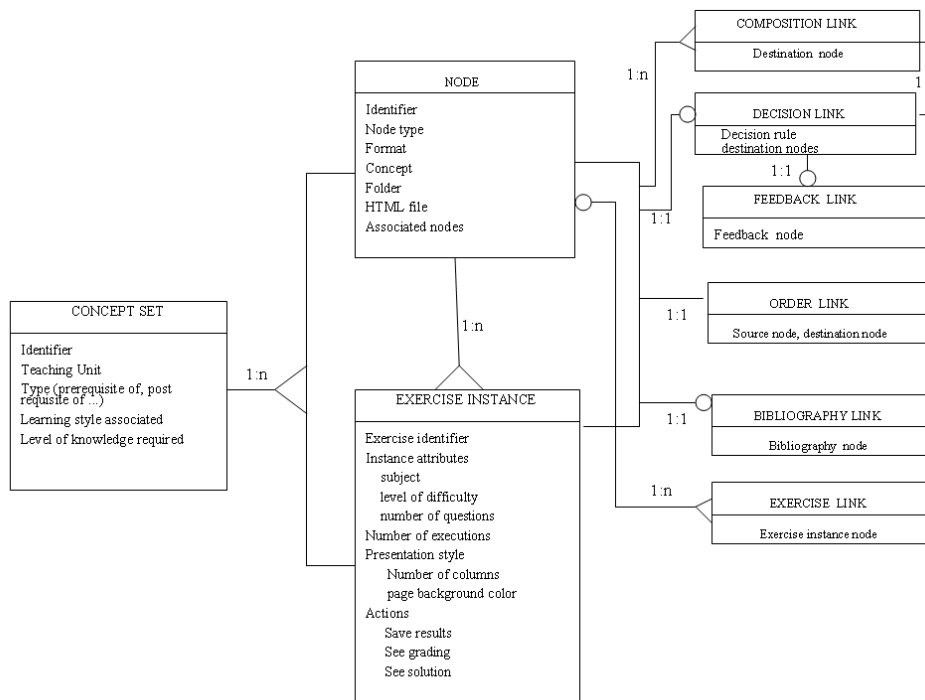 COMPOSITION LINK
Destination node
1:n
1
NODE
Identifier
Node type
Format
Concept
Folder
HTML file
Associated nodes
DECISION LINK
Decision rule
destination nodes
1:1
1:1
FEEDBACK LINK
Feedback node
CONCEPT SET
Identifier
Teaching Unit
Type (prerequisite of, post
requisite of ...)
Learning style associated
Level of knowledge required
1:n
1:n
ORDER LINK
1:1
Source node, destination node
EXERCISE INSTANCE
Exercise identifier
Instance attributes
subject
level of difficulty
number of questions
Number of executions
Presentation style
Number of columns
page background color
Actions
Save results
See grading
See solution
BIBLIOGRAPHY LINK
1:1
Bibliography node
1:n
EXERCISE LINK
Exercise instance node